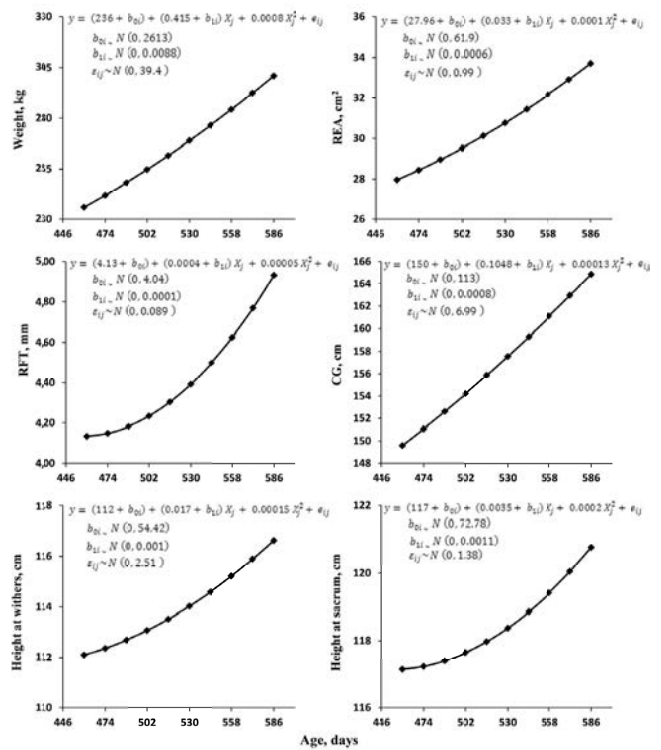 y = (236 + b0i) + (0.415 + b1i) Xj + 0.0008 Xj² + eij
b0i ~ N (0, 2613)
b1i ~ N (0, 0.0088)
εij~N (0, 39.4)
Weight, kg
330
305
280
255
230
446 474 502 530 558 586
y = (27.96 + b0i) + (0.033 + b1i) Xj + 0.0001 Xj² + eij
b0i ~ N (0, 61.9)
b1i ~ N (0, 0.0006)
εij~N (0, 0.99)
REA, cm²
36
34
32
30
28
26
446 474 502 530 558 586
y = (4.13 + b0i) + (0.0004 + b1i) Xj + 0.00005 Xj² + eij
b0i ~ N (0, 4.04)
b1i ~ N (0, 0.0001)
εij~N (0, 0.089)
RFT, mm
5,00
4,80
4,60
4,40
4,20
4,00
446 474 502 530 558 586
y = (150 + b0i) + (0.1048 + b1i) Xj + 0.00013 Xj² + eij
b0i ~ N (0, 113)
b1i ~ N (0, 0.0008)
εij~N (0, 6.99)
CG, cm
166
164
162
160
158
156
154
152
150
148
446 474 502 530 558 586
y = (112 + b0i) + (0.017 + b1i) Xj + 0.00015 Xj² + eij
b0i ~ N (0, 54.42)
b1i ~ N (0, 0.001)
εij~N (0, 2.51)
Height at withers, cm
118
116
114
112
110
446 474 502 530 558 586
y = (117 + b0i) + (0.0035 + b1i) Xj + 0.0002 Xj² + eij
b0i ~ N (0, 72.78)
b1i ~ N (0, 0.0011)
εij~N (0, 1.38)
Height at sacrum, cm
122
120
118
116
446 474 502 530 558 586
Age, days